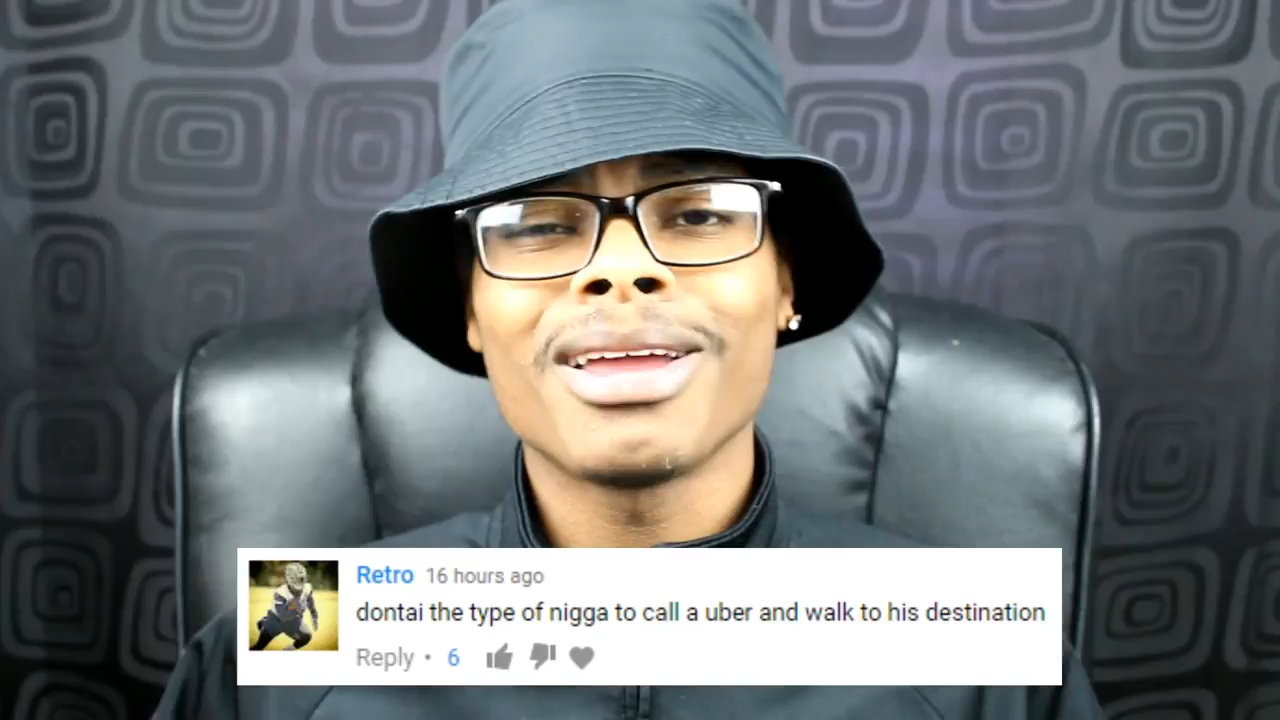 Retro 16 hours ago
dontai the type of nigga to call a uber and walk to his destination
Reply • 6